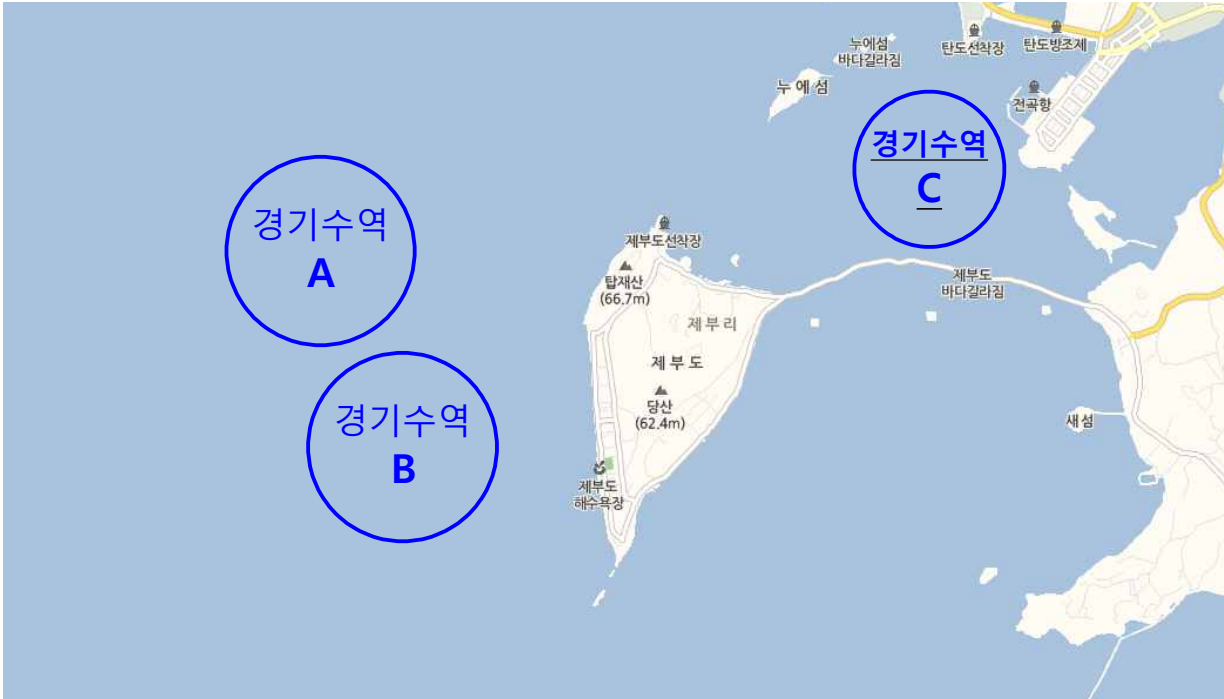 누에섬
바다갈라짐
탄도선착장
탄도방조제
누에섬
전곡항
경기수역
C
경기수역
A
제부도선착장
탑재산
(66.7m)
제부도
바다갈라짐
제부리
제부도
당산
(62.4m)
경기수역
B
새섬
제부도
해수욕장